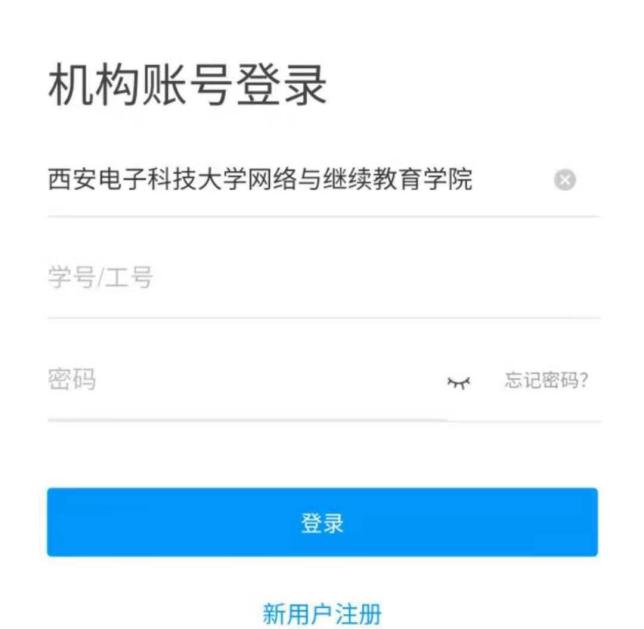 机构账号登录
西安电子科技大学网络与继续教育学院
学号/工号
密码 忘记密码?
登录
新用户注册